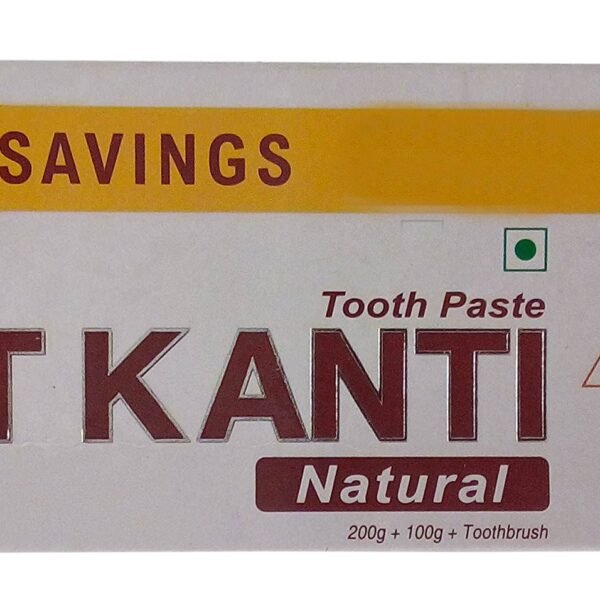 SAVINGS
Tooth Paste
T KANTI
Natural
200g + 100g + Toothbrush